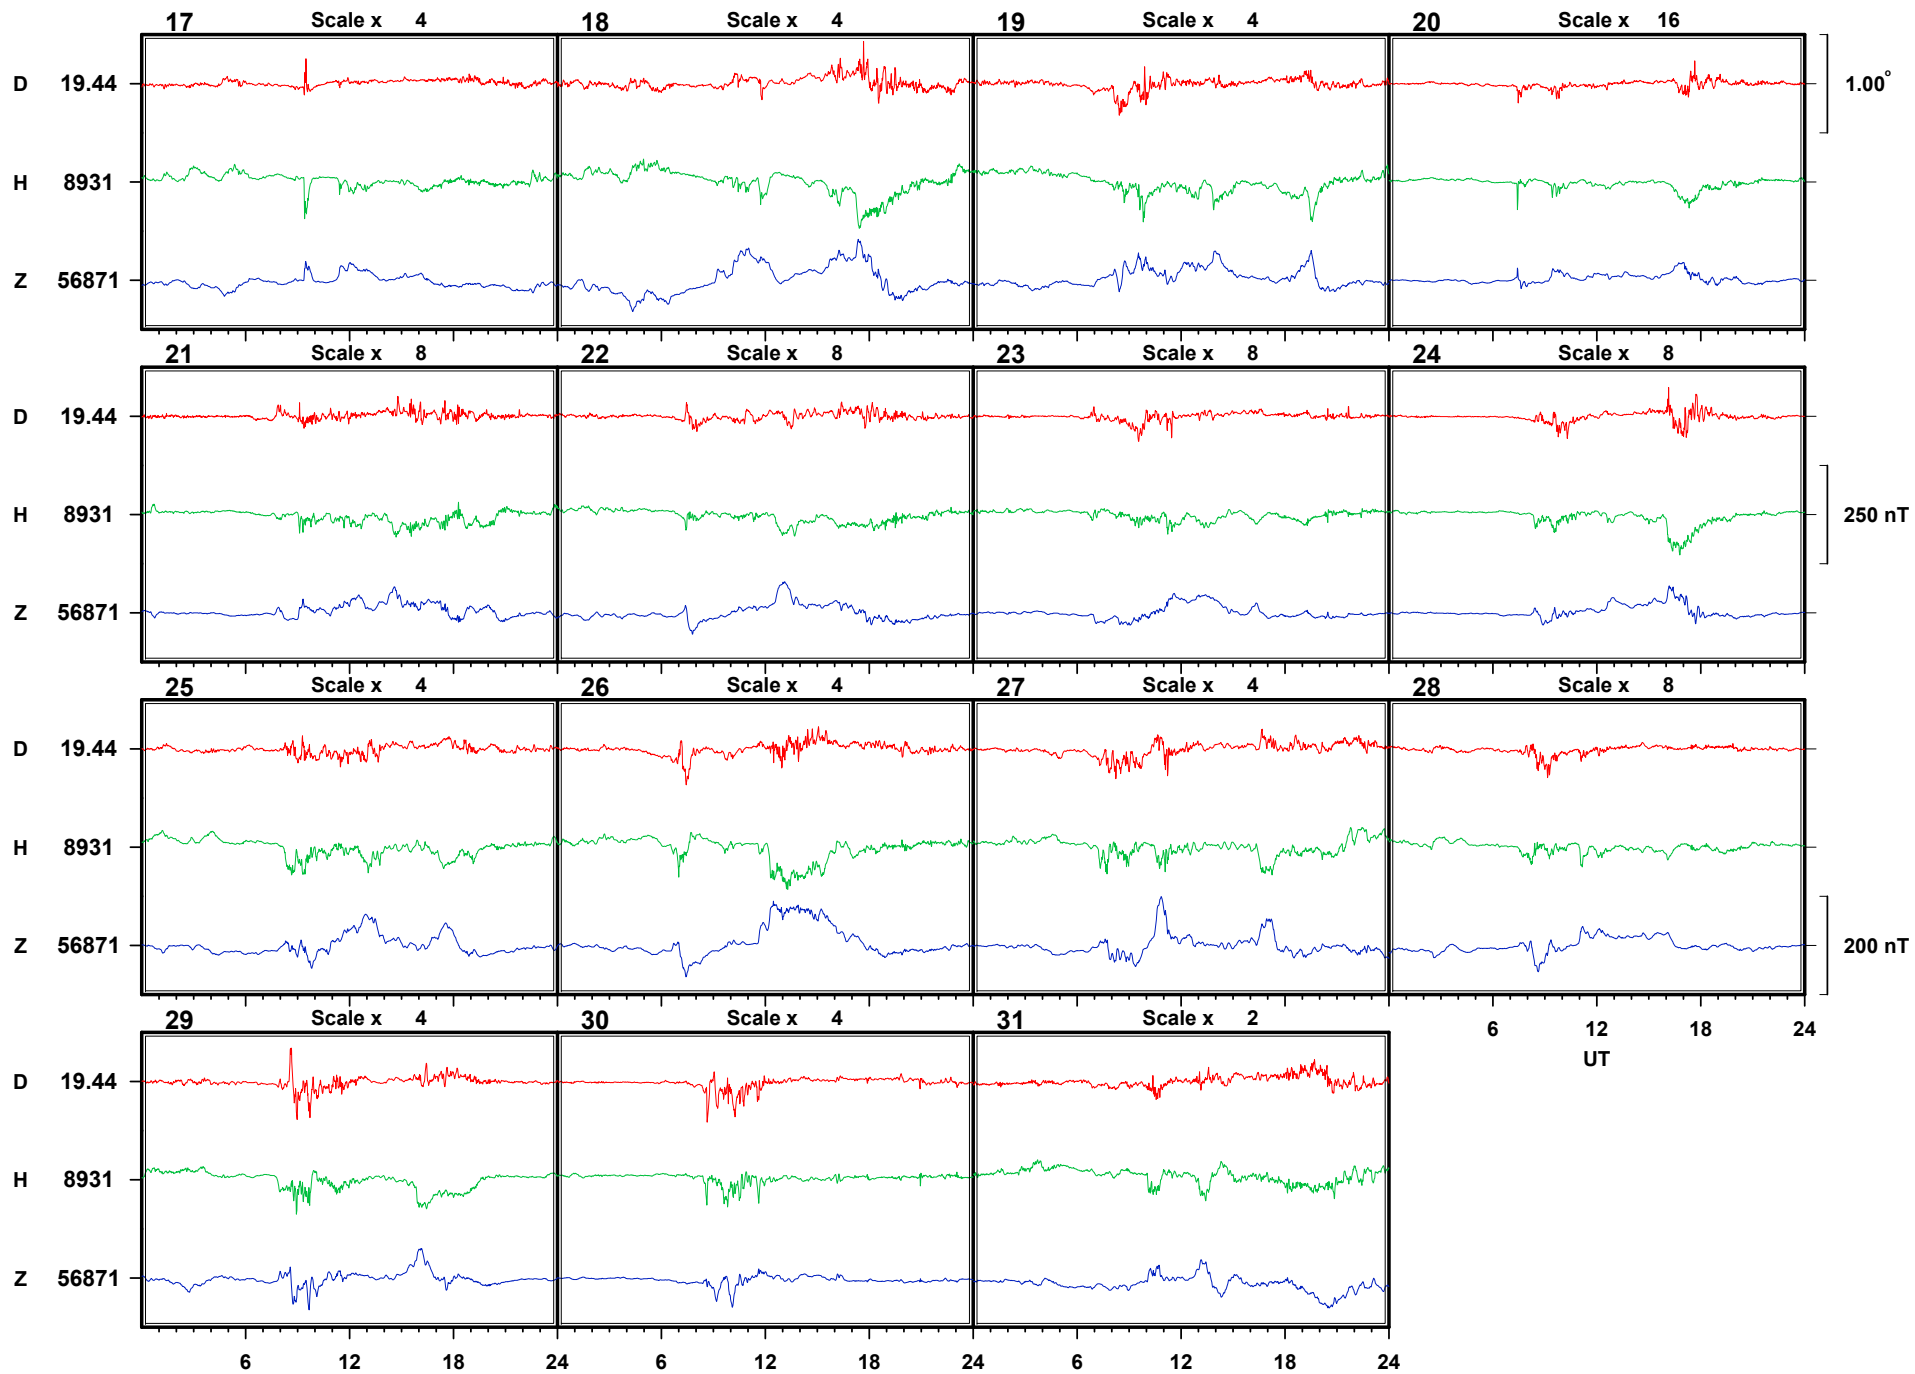 17 Scale x 4 18 Scale x 4 19 Scale x 4 20 Scale x 16
D 19.44 1.00°
H 8931
Z 56871
21 Scale x 8 22 Scale x 8 23 Scale x 8 24 Scale x 8
D 19.44
H 8931 250 nT
Z 56871
25 Scale x 4 26 Scale x 4 27 Scale x 4 28 Scale x 8
D 19.44
H 8931
Z 56871 200 nT
29 Scale x 4 30 Scale x 4 31 Scale x 2 6 12 18 24
UT
D 19.44
H 8931
Z 56871
6 12 18 24 6 12 18 24 6 12 18 24